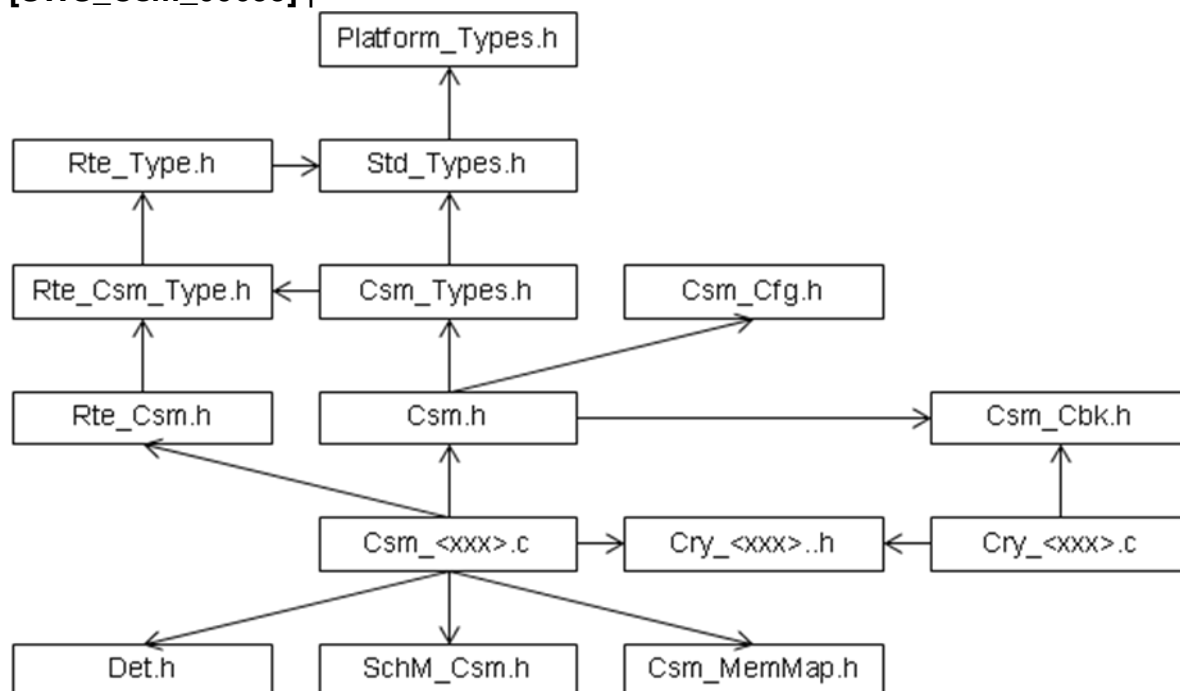 Platform_Types.h
Rte_Type.h
Std_Types.h
Rte_Csm_Type.h
Csm_Types.h
Csm_Cfg.h
Rte_Csm.h
Csm.h
Csm_Cbk.h
Csm_<xxx>.c
Cry_<xxx>..h
Cry_<xxx>.c
Det.h
SchM_Csm.h
Csm_MemMap.h